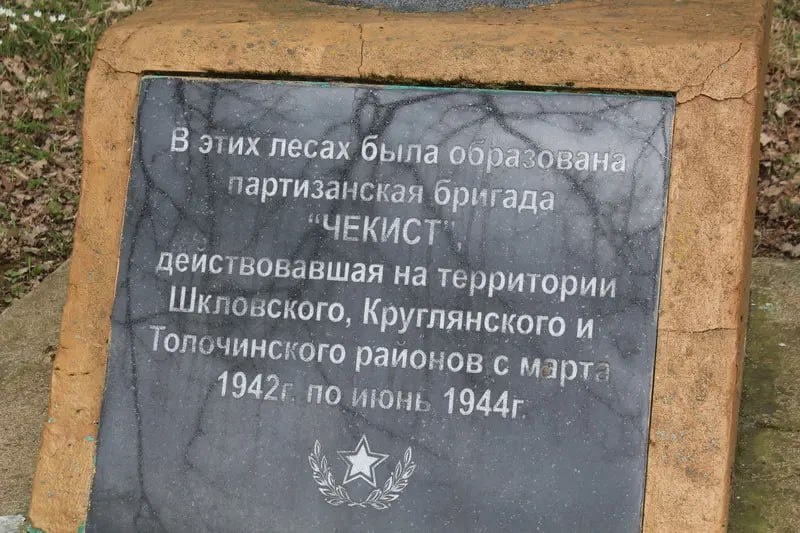 В этих лесах была образована
партизанская бригада
“ЧЕКИСТ”,
действовавшая на территории
Шкловского, Круглянского и
Толочинского районов с марта
1942г. по июнь 1944г.